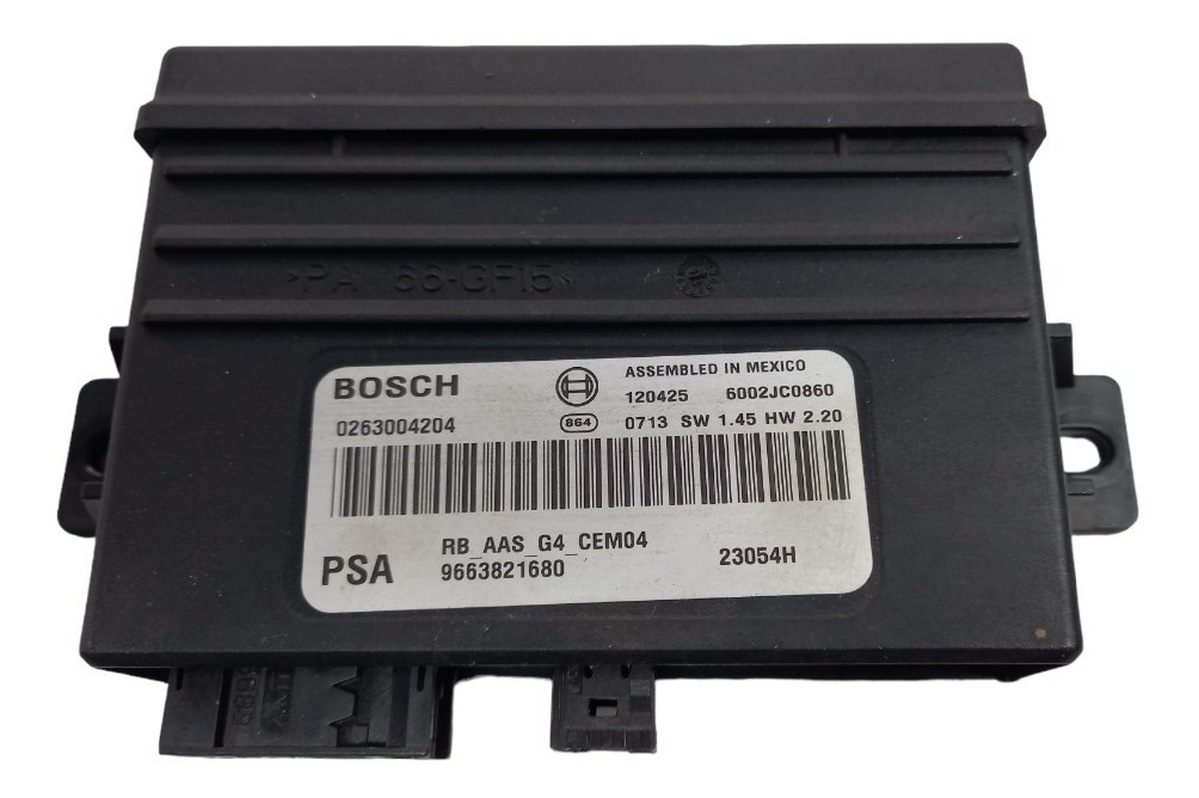 >PA 66-GF15<
BOSCH
ASSEMBLED IN MEXICO
120425 6002JC0860
0263004204
864 0713 SW 1.45 HW 2.20
RB_AAS_G4_CEM04
PSA 9663821680 23054H